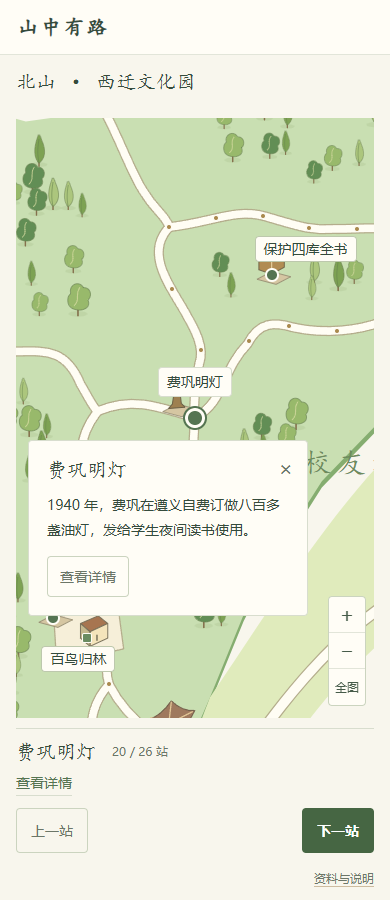 山中有路
北山 • 西迁文化园
保护四库全书
费巩明灯
校友
费巩明灯 ×
1940 年，费巩在遵义自费订做八百多
盏油灯，发给学生夜间读书使用。
查看详情
+
−
全图
百鸟归林
费巩明灯 20 / 26 站
查看详情
上一站
下一站
资料与说明